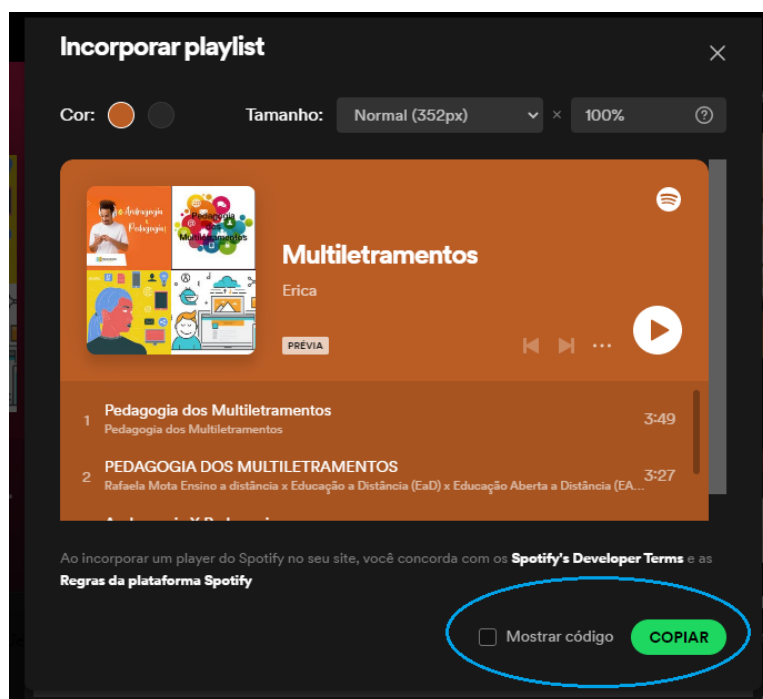 Incorporar playlist
Cor:
Tamanho:
Normal (352px)
×
100%
Andragogia
Pedagogia
Pedagogia
dos
Multiletramentos
Multiletramentos
Erica
PRÉVIA
1
Pedagogia dos Multiletramentos
Pedagogia dos Multiletramentos
3:49
2
PEDAGOGIA DOS MULTILETRAMENTOS
Rafaela Mota Ensino a distância x Educação a Distância (EaD) x Educação Aberta a Distância (EA...
3:27
Ao incorporar um player do Spotify no seu site, você concorda com os Spotify's Developer Terms e as
Regras da plataforma Spotify
Mostrar código
COPIAR